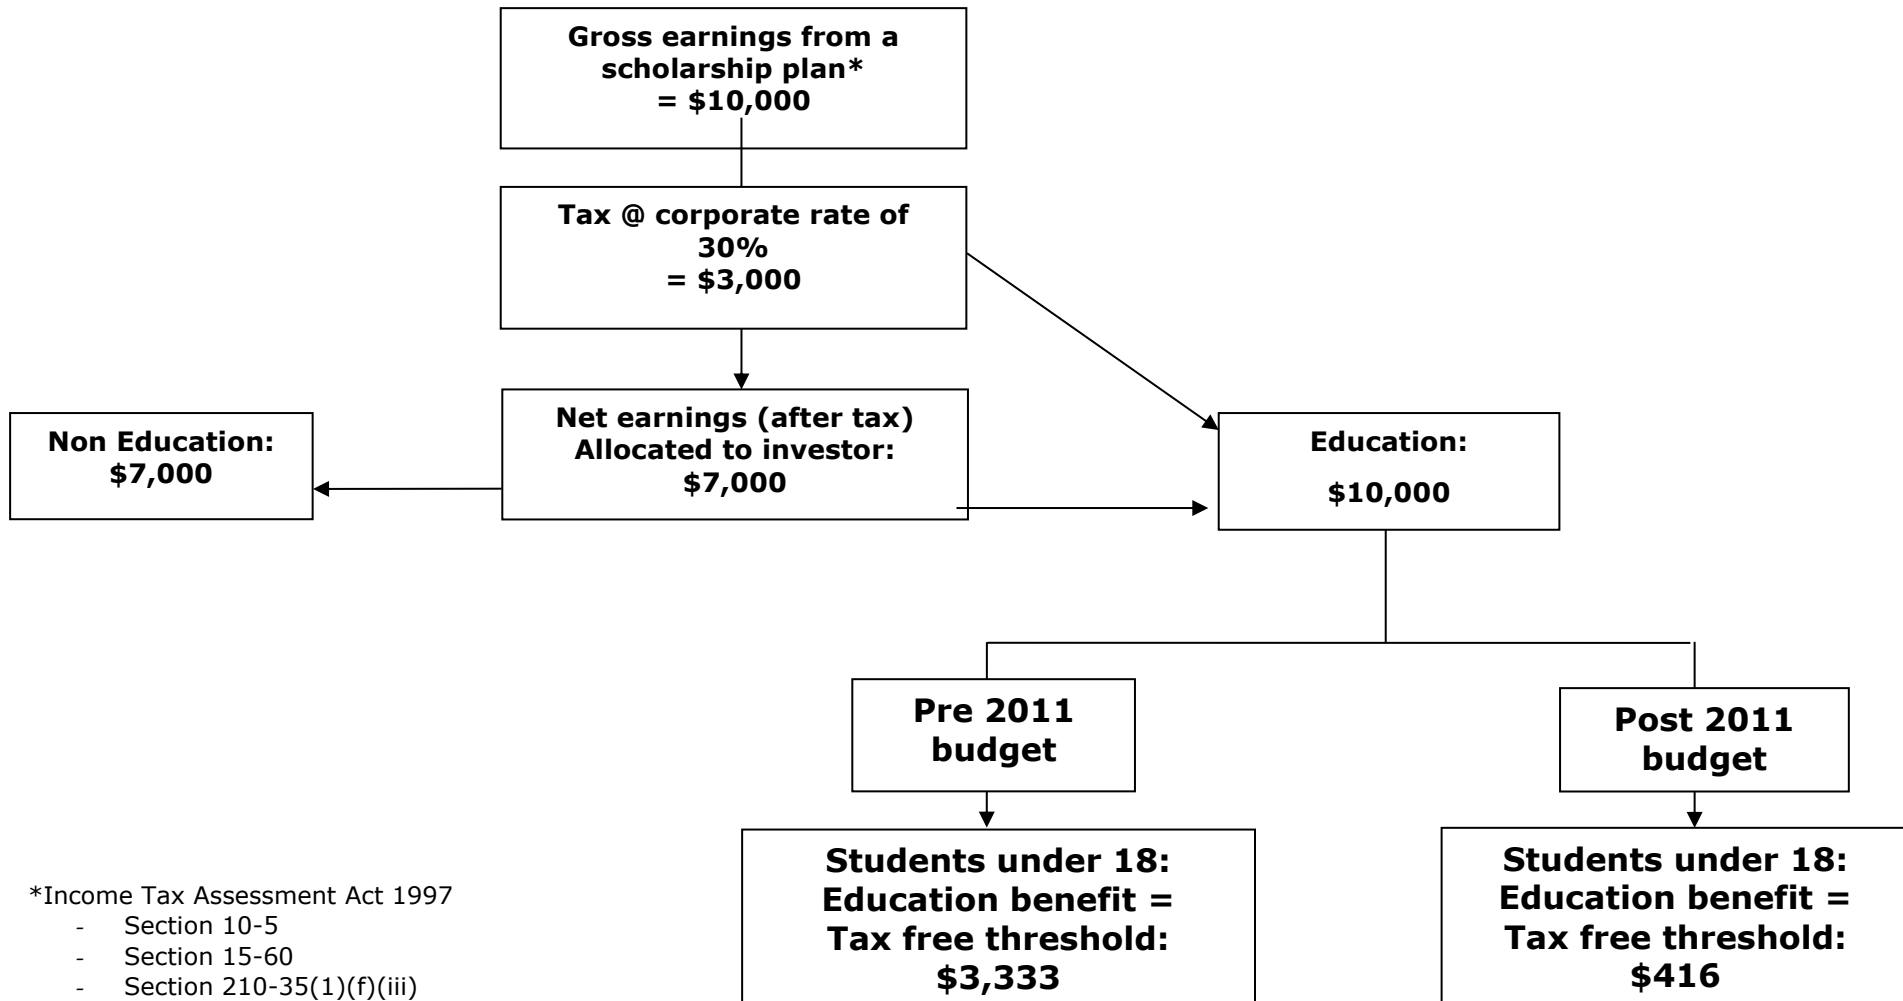 Gross earnings from a
scholarship plan*
= $10,000
Tax @ corporate rate of
30%
= $3,000
Non Education:
$7,000
Net earnings (after tax)
Allocated to investor:
$7,000
Education:
$10,000
Pre 2011
budget
Post 2011
budget
Students under 18:
Education benefit =
Tax free threshold:
$3,333
Students under 18:
Education benefit =
Tax free threshold:
$416
*Income Tax Assessment Act 1997
- Section 10-5
- Section 15-60
- Section 210-35(1)(f)(iii)